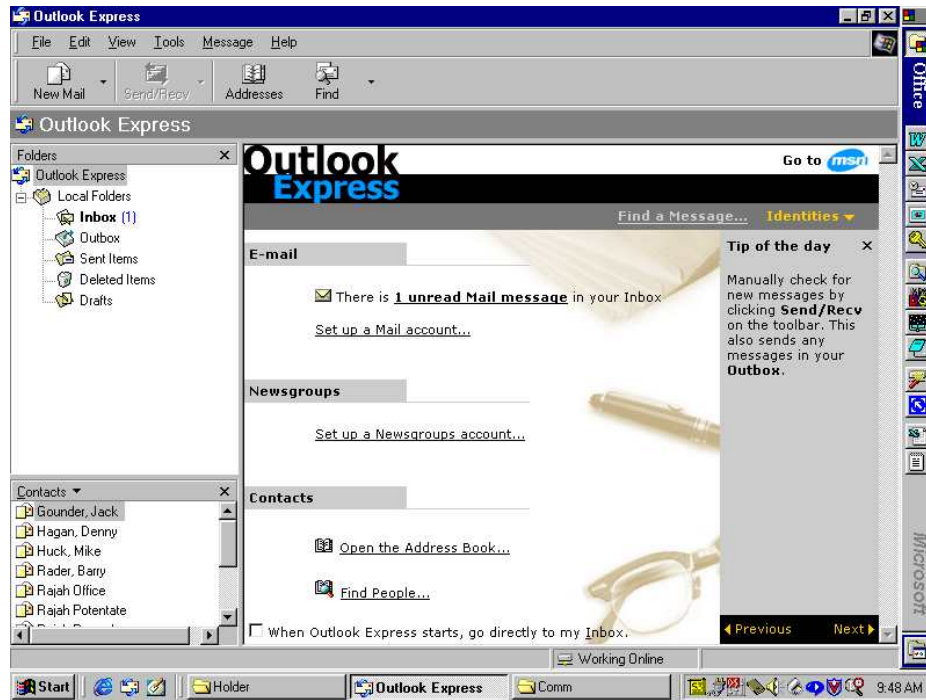 Outlook Express
File Edit View Tools Message Help
New Mail Send/Recv Addresses Find
Outlook Express
Folders
Outlook Express
Local Folders
Inbox (1)
Outbox
Sent Items
Deleted Items
Drafts
Contacts
Gounder, Jack
Hagan, Denny
Huck, Mike
Rader, Barry
Rajah Office
Rajah Potentate
Outlook
Express
Go to msn
Find a Message... Identities
E-mail
There is 1 unread Mail message in your Inbox
Set up a Mail account...
Newsgroups
Set up a Newsgroups account...
Contacts
Open the Address Book...
Find People...
When Outlook Express starts, go directly to my Inbox.
Tip of the day
Manually check for
new messages by
clicking Send/Recv
on the toolbar. This
also sends any
messages in your
Outbox.
Previous Next
Working Online
Office
Microsoft
Start Holder Outlook Express Comm 9:48 AM